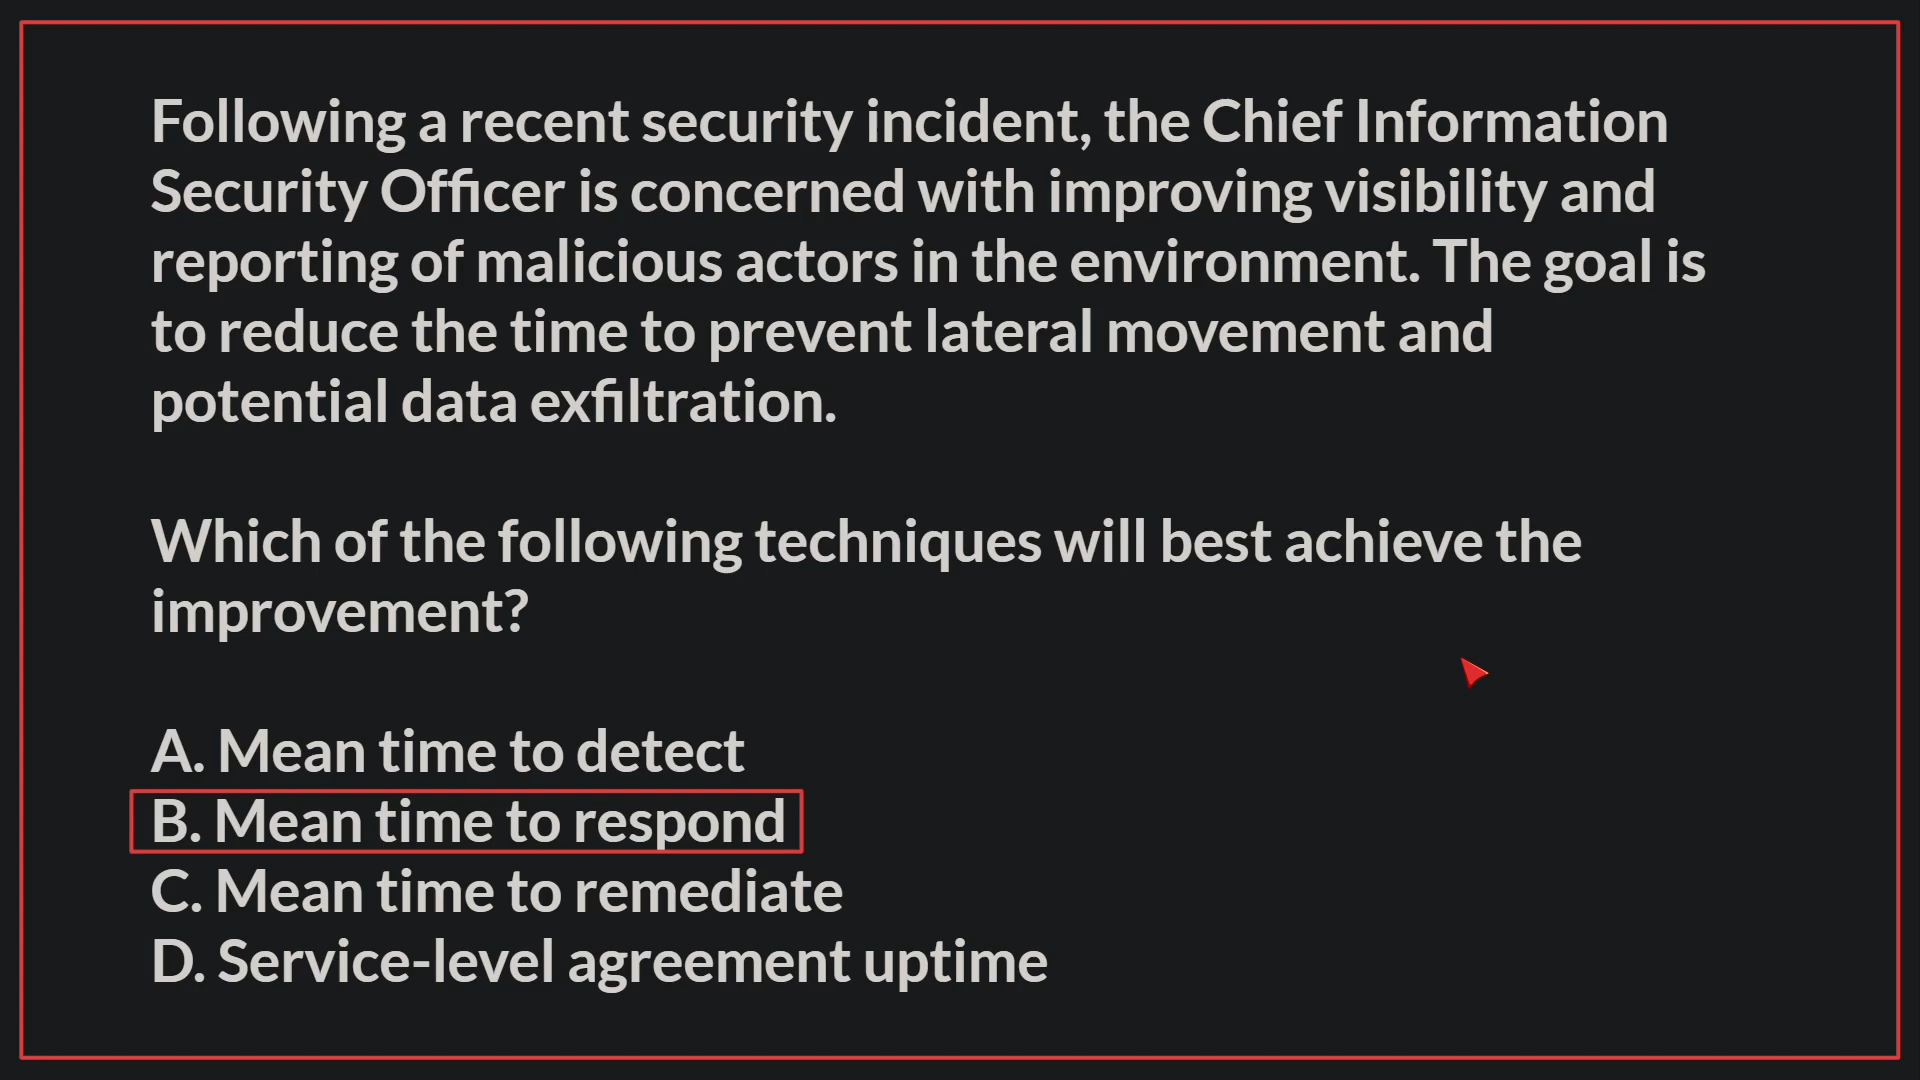 Following a recent security incident, the Chief Information
Security Officer is concerned with improving visibility and
reporting of malicious actors in the environment. The goal is
to reduce the time to prevent lateral movement and
potential data exfiltration.
Which of the following techniques will best achieve the
improvement?
A. Mean time to detect
B. Mean time to respond
C. Mean time to remediate
D. Service-level agreement uptime